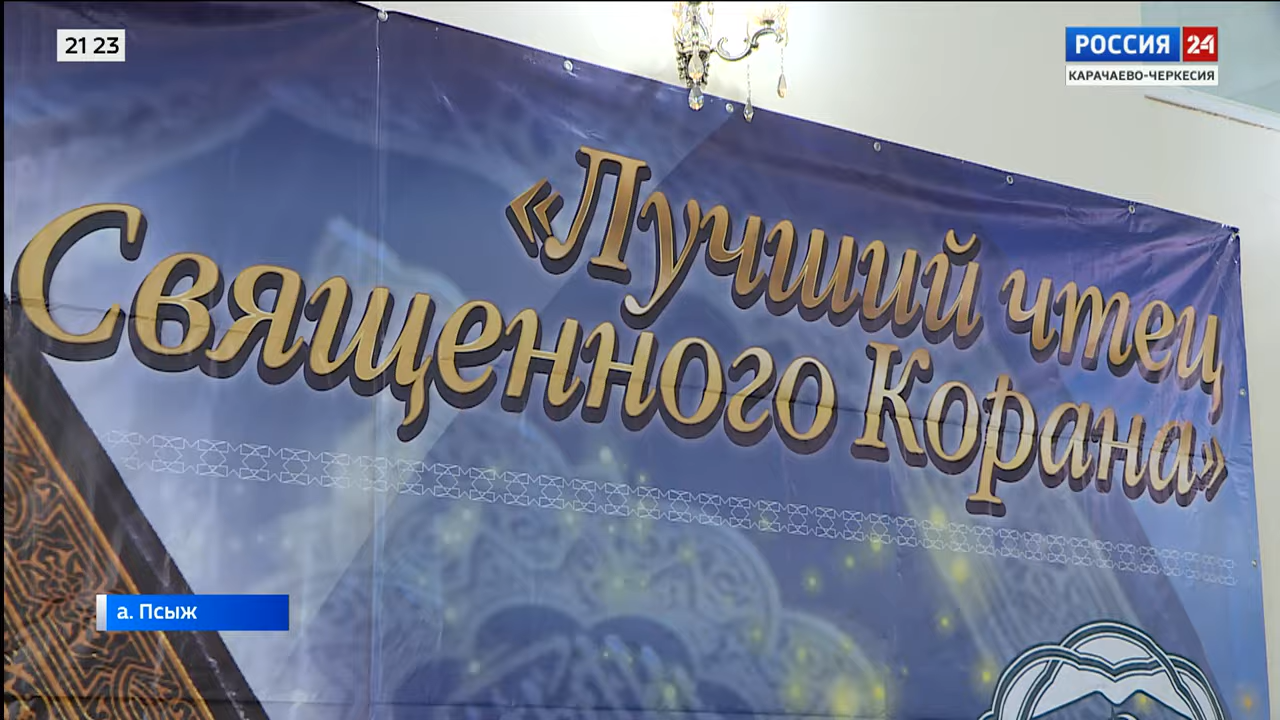 21 23
РОССИЯ 24
КАРАЧАЕВО-ЧЕРКЕСИЯ
«Лучший чтец
Священного Корана»
а. Псыж